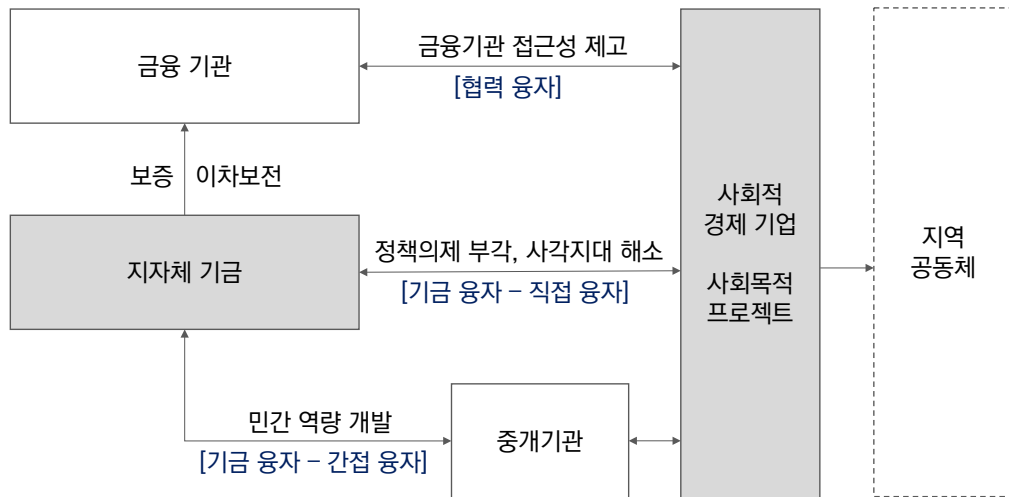 금융 기관
금융기관 접근성 제고
[협력 융자]
보증 이차보전
지자체 기금
정책의제 부각, 사각지대 해소
[기금 융자 – 직접 융자]
사회적
경제 기업
사회목적
프로젝트
지역
공동체
민간 역량 개발
[기금 융자 – 간접 융자]
중개기관